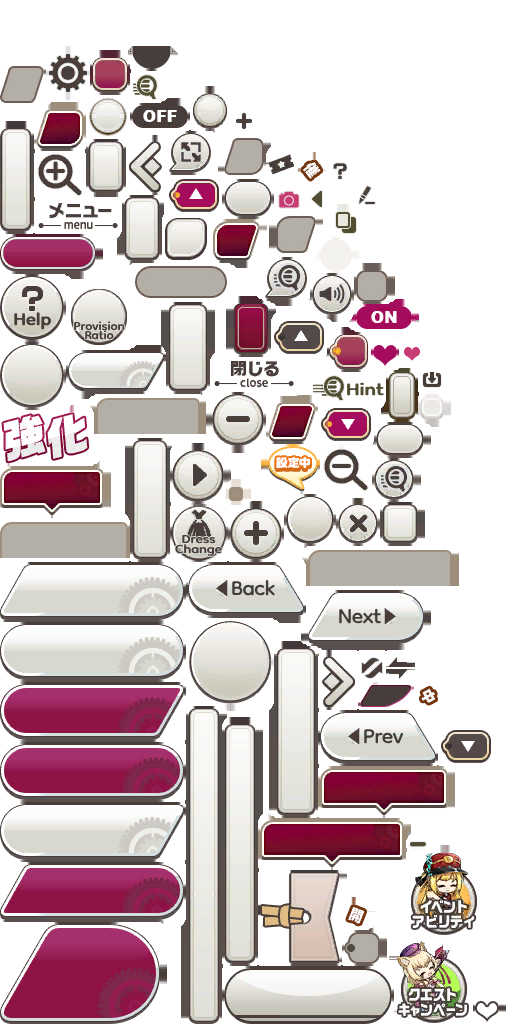 OFF
メニュー
menu
?
Help
Provision
Ratio
ON
閉じる
close
Hint
強化
設定中
Dress
Change
Back
Next
Prev
開
イベント
アビリティ
クエスト
キャンペーン